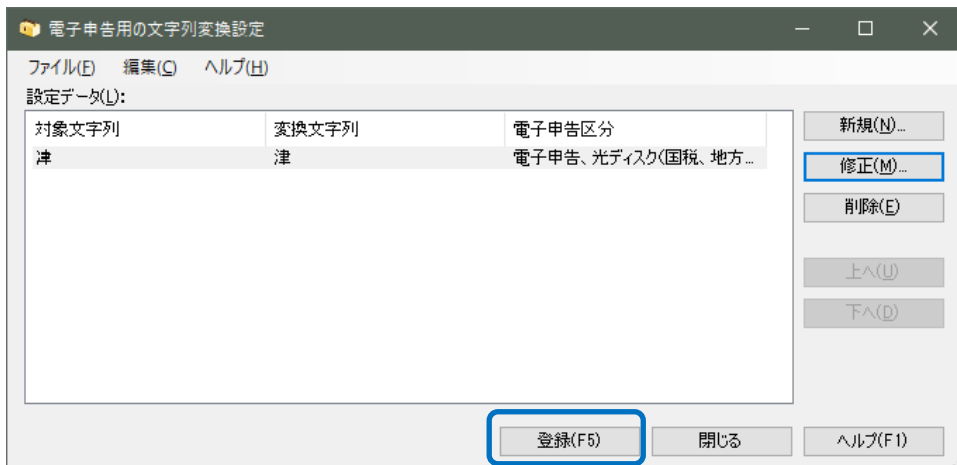 電子申告用の文字列変換設定
ファイル(F) 編集(C) ヘルプ(H)
設定データ(L):
対象文字列 変換文字列 電子申告区分
凖 津 電子申告、光ディスク(国税、地方...
新規(N)...
修正(M)...
削除(E)
上へ(U)
下へ(D)
登録(F5) 閉じる ヘルプ(F1)